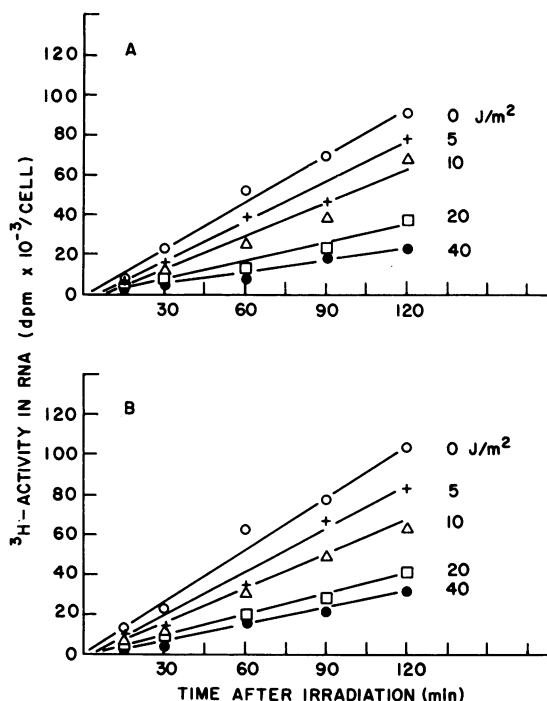 ³H-ACTIVITY IN RNA (dpm x 10⁻³/CELL)
A
120
100
80
60
40
20
0
0 J/m²
5
10
20
40
30 60 90 120
B
120
100
80
60
40
20
0
0 J/m²
5
10
20
40
30 60 90 120
TIME AFTER IRRADIATION (min)